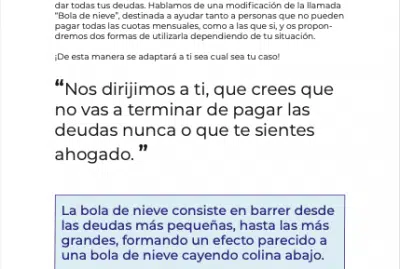 dar todas tus deudas. Hablamos de una modificación de la llamada
“Bola de nieve”, destinada a ayudar tanto a personas que no pueden
pagar todas las cuotas mensuales, como a las que si, y os propon-
dremos dos formas de utilizarla dependiendo de tu situación.
¡De esta manera se adaptará a ti sea cual sea tu caso!
“Nos dirijimos a ti, que crees que
no vas a terminar de pagar las
deudas nunca o que te sientes
ahogado. ”
La bola de nieve consiste en barrer desde
las deudas más pequeñas, hasta las más
grandes, formando un efecto parecido a
una bola de nieve cayendo colina abajo.